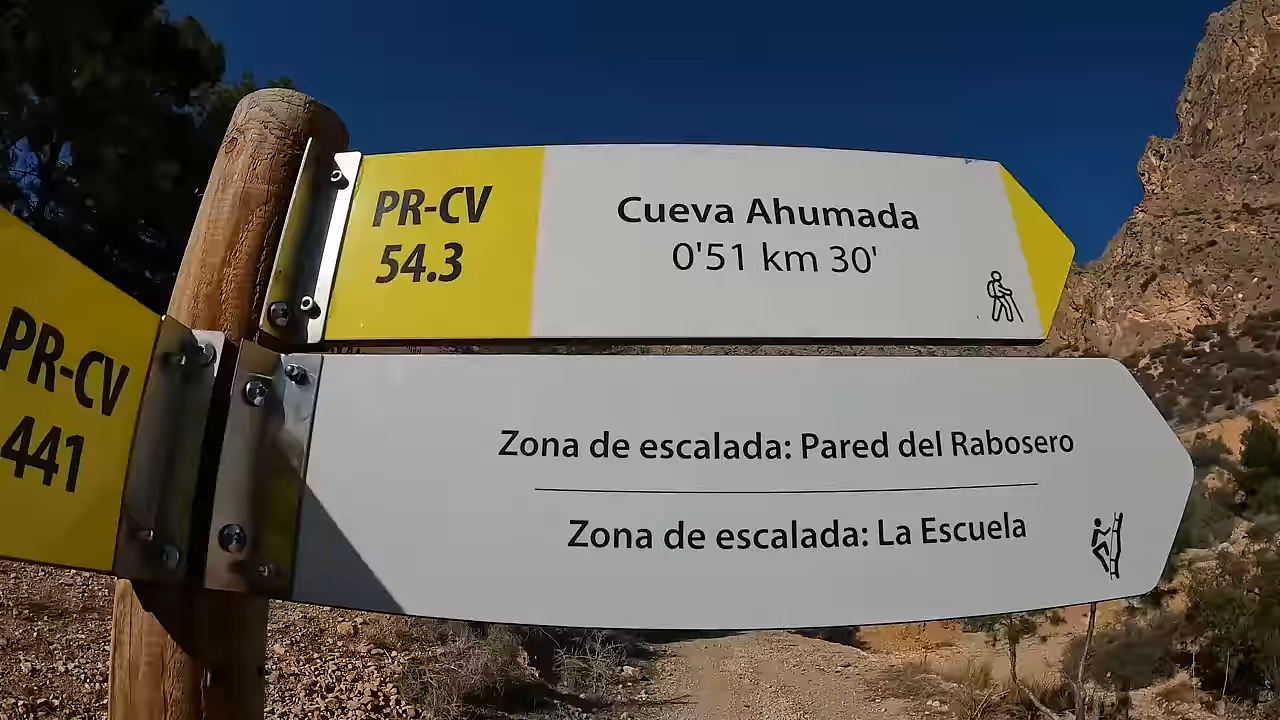 PR-CV
54.3
Cueva Ahumada
0'51 km 30'
PR-CV
441
Zona de escalada: Pared del Rabosero
Zona de escalada: La Escuela